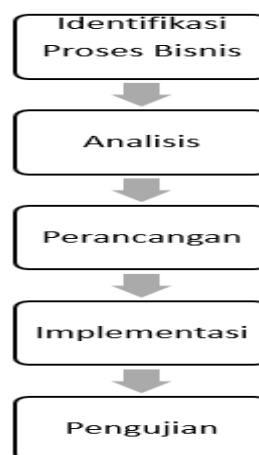 Identifikasi
Proses Bisnis
Analisis
Perancangan
Implementasi
Pengujian